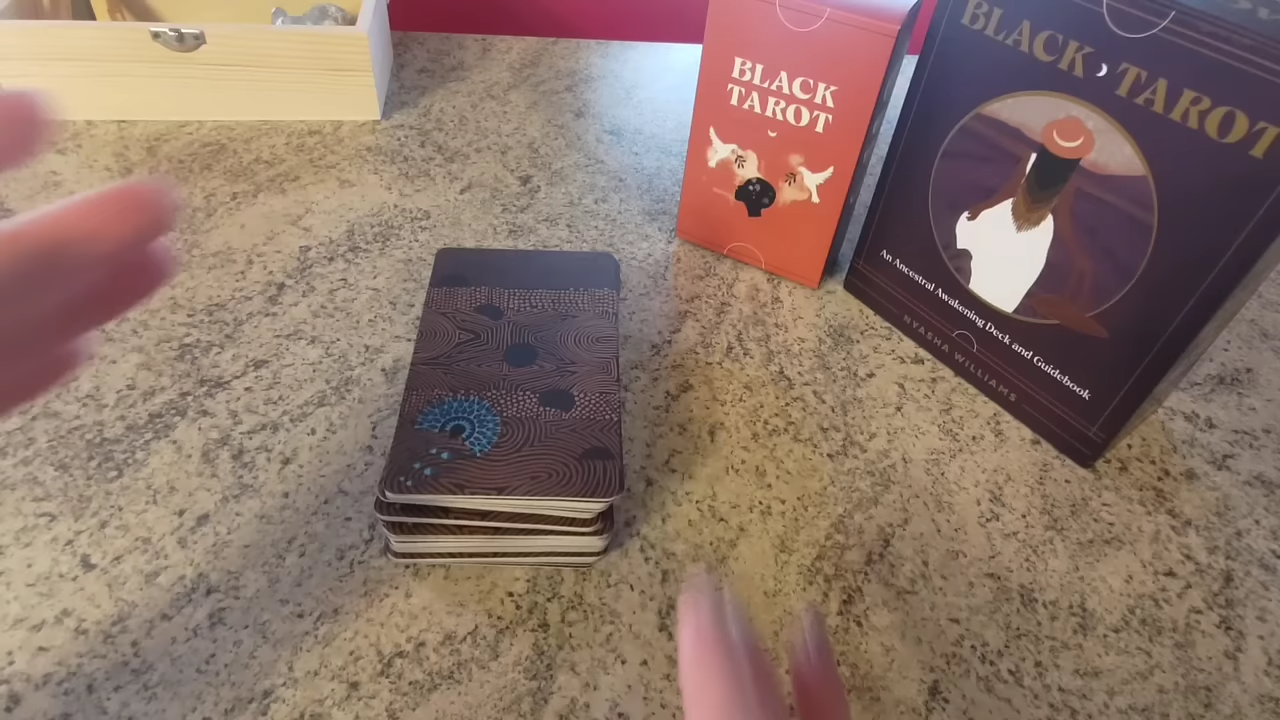 BLACK
TAROT
BLACK TAROT
An Ancestral Awakening Deck and Guidebook
NYASHA WILLIAMS